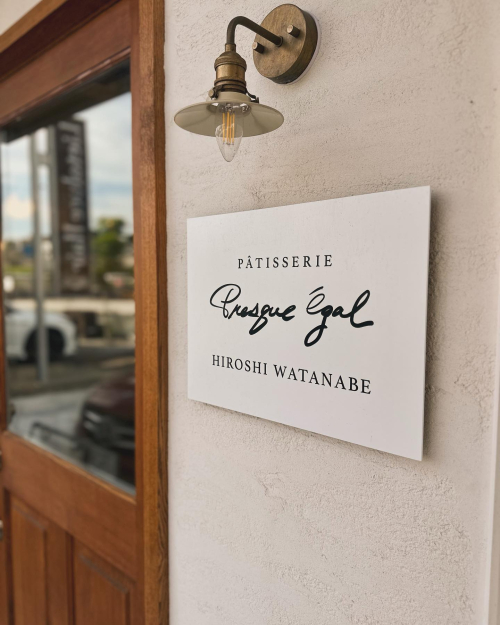 PÂTISSERIE
Presque égal
HIROSHI WATANABE